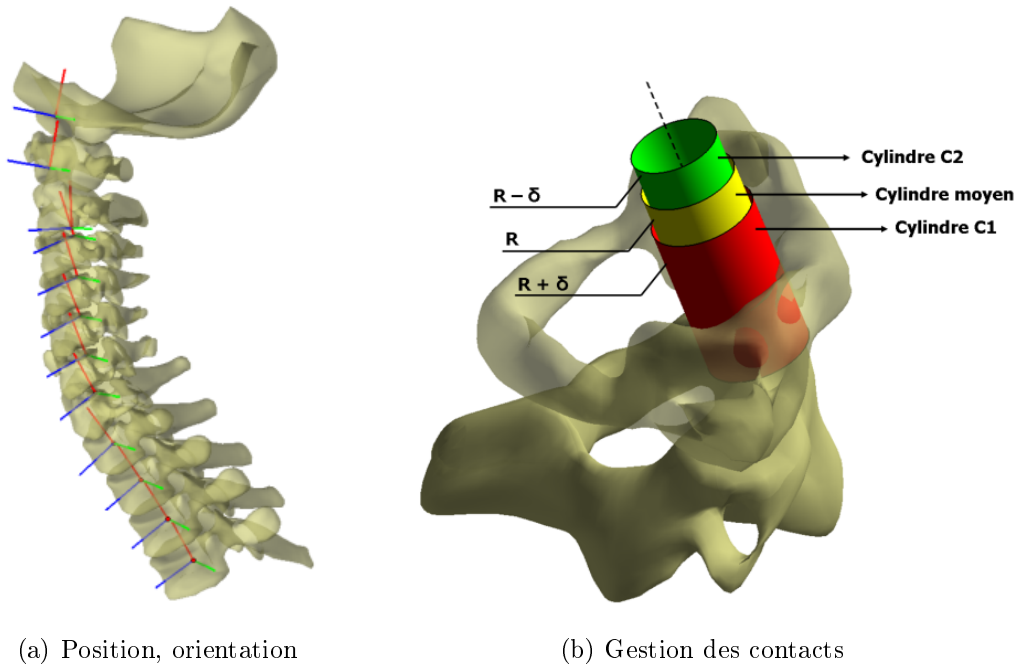 Cylindre C2
R – δ
Cylindre moyen
Cylindre C1
R
R + δ
(a) Position, orientation
(b) Gestion des contacts